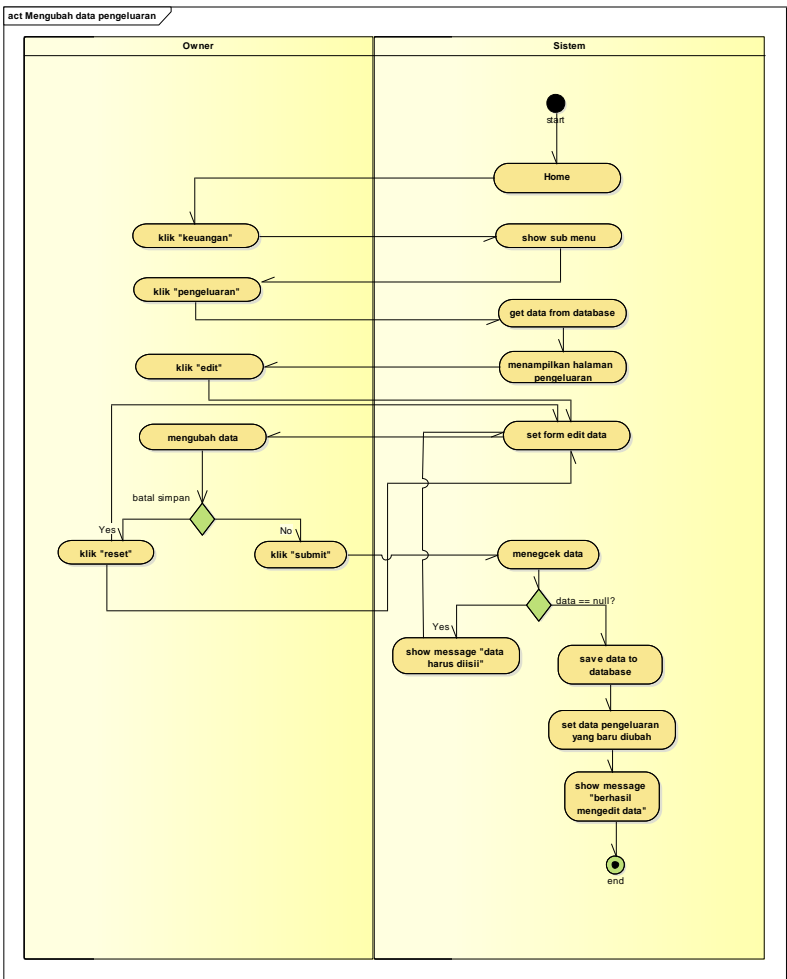 act Mengubah data pengeluaran
Owner
Sistem
start
Home
klik "keuangan"
show sub menu
klik "pengeluaran"
get data from database
klik "edit"
menampilkan halaman
pengeluaran
mengubah data
set form edit data
batal simpan
Yes
No
klik "reset"
klik "submit"
menegcek data
data == null?
Yes
show message "data
harus diisii"
save data to
database
set data pengeluaran
yang baru diubah
show message
"berhasil
mengedit data"
end